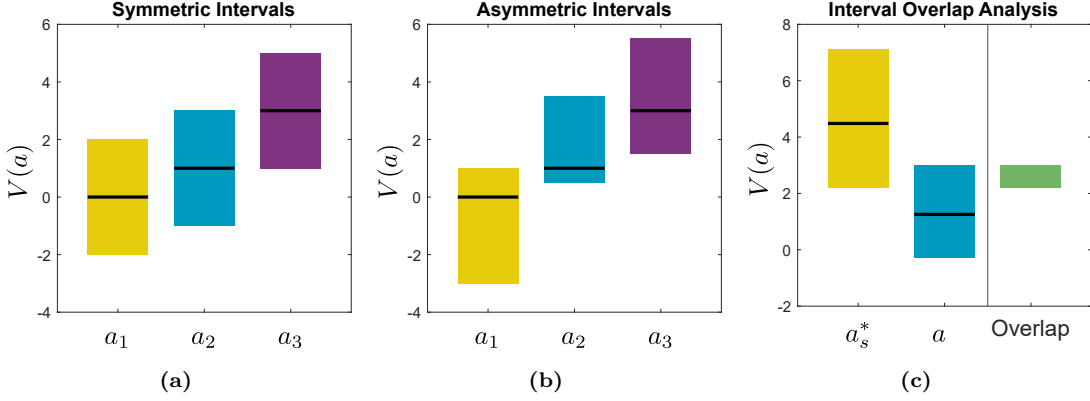 Symmetric Intervals
Asymmetric Intervals
Interval Overlap Analysis
V(a)
6
4
2
0
-2
-4
a₁
a₂
a₃
V(a)
6
4
2
0
-2
-4
a₁
a₂
a₃
V(a)
8
6
4
2
0
-2
a*ₛ
a
Overlap
(a)
(b)
(c)